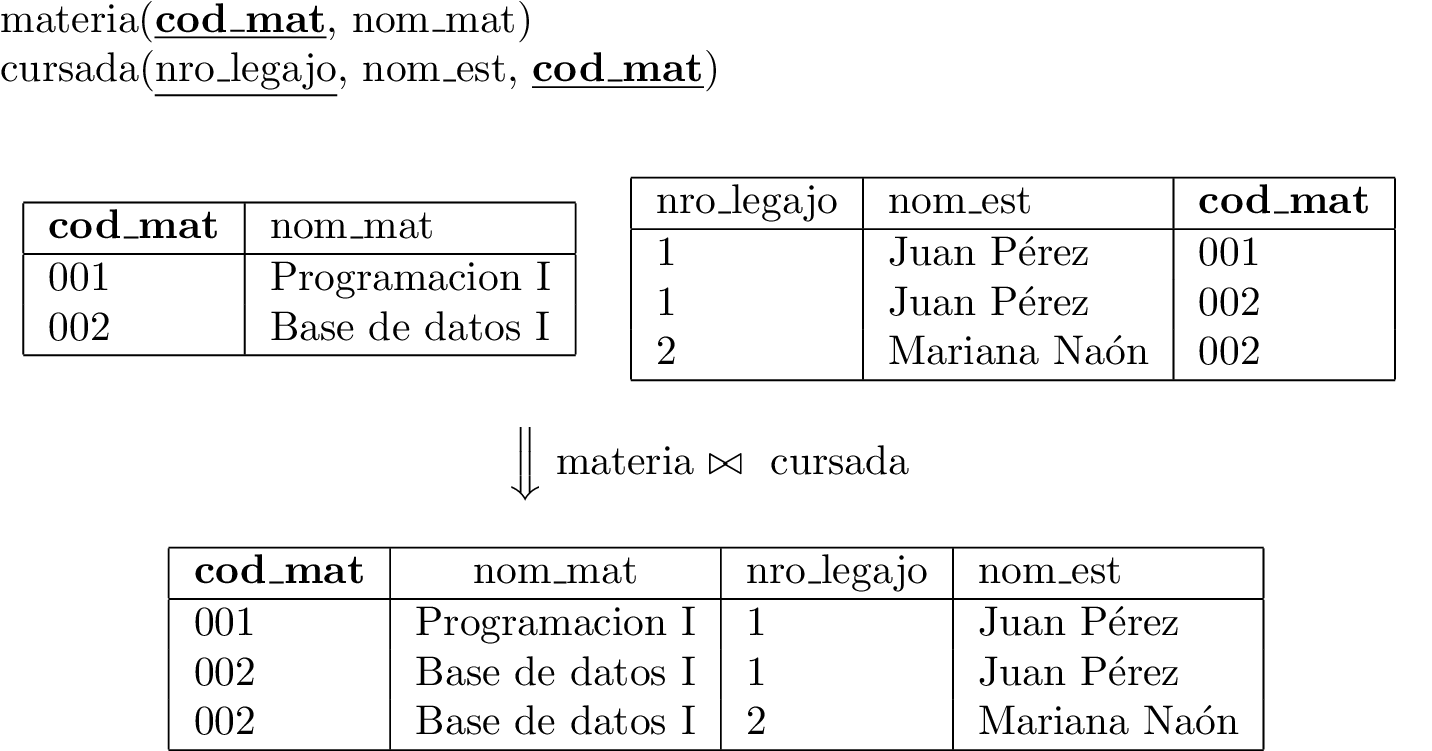 materia(cod_mat, nom_mat)
cursada(nro_legajo, nom_est, cod_mat)
cod_mat nom_mat
001 Programacion I
002 Base de datos I
nro_legajo nom_est cod_mat
1 Juan Pérez 001
1 Juan Pérez 002
2 Mariana Naón 002
⇓ materia ⋈ cursada
cod_mat nom_mat nro_legajo nom_est
001 Programacion I 1 Juan Pérez
002 Base de datos I 1 Juan Pérez
002 Base de datos I 2 Mariana Naón